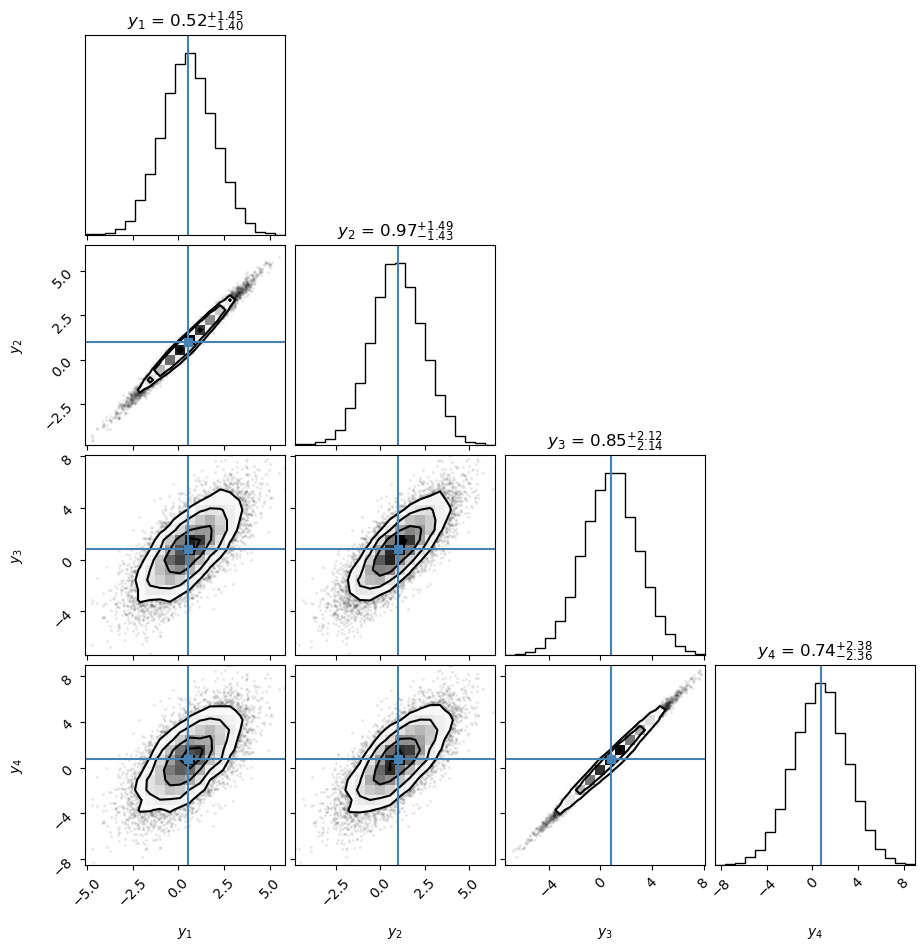 y₁ = 0.52⁺¹·⁴⁵₋₁.₄₀
y₂ = 0.97⁺¹·⁴⁹₋₁.₄₃
5.0
2.5
0.0
−2.5
y₂
y₃ = 0.85⁺²·¹²₋₂.₁₄
8
4
0
−4
y₃
y₄ = 0.74⁺²·³⁸₋₂.₃₆
8
4
0
−4
−8
y₄
−5.0 −2.5 0.0 2.5 5.0
−2.5 0.0 2.5 5.0
−4 0 4 8
−8 −4 0 4 8
y₁ y₂ y₃ y₄